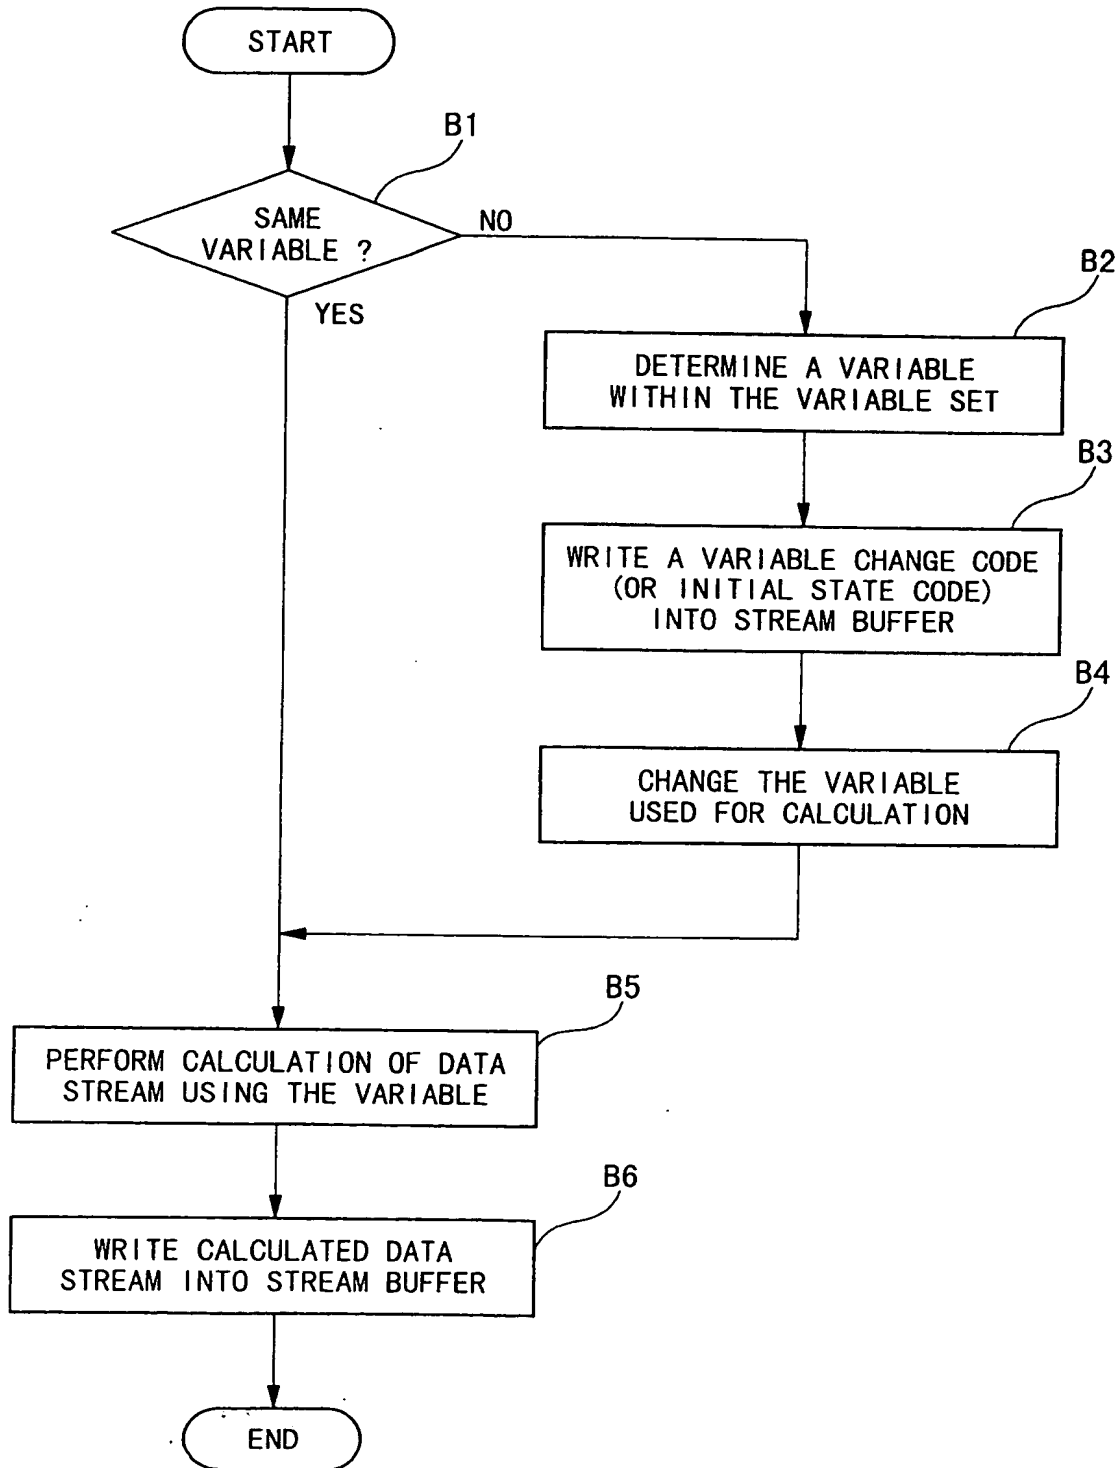 START
B1
SAME
VARIABLE ?
NO
YES
B2
DETERMINE A VARIABLE
WITHIN THE VARIABLE SET
B3
WRITE A VARIABLE CHANGE CODE
(OR INITIAL STATE CODE)
INTO STREAM BUFFER
B4
CHANGE THE VARIABLE
USED FOR CALCULATION
B5
PERFORM CALCULATION OF DATA
STREAM USING THE VARIABLE
B6
WRITE CALCULATED DATA
STREAM INTO STREAM BUFFER
END